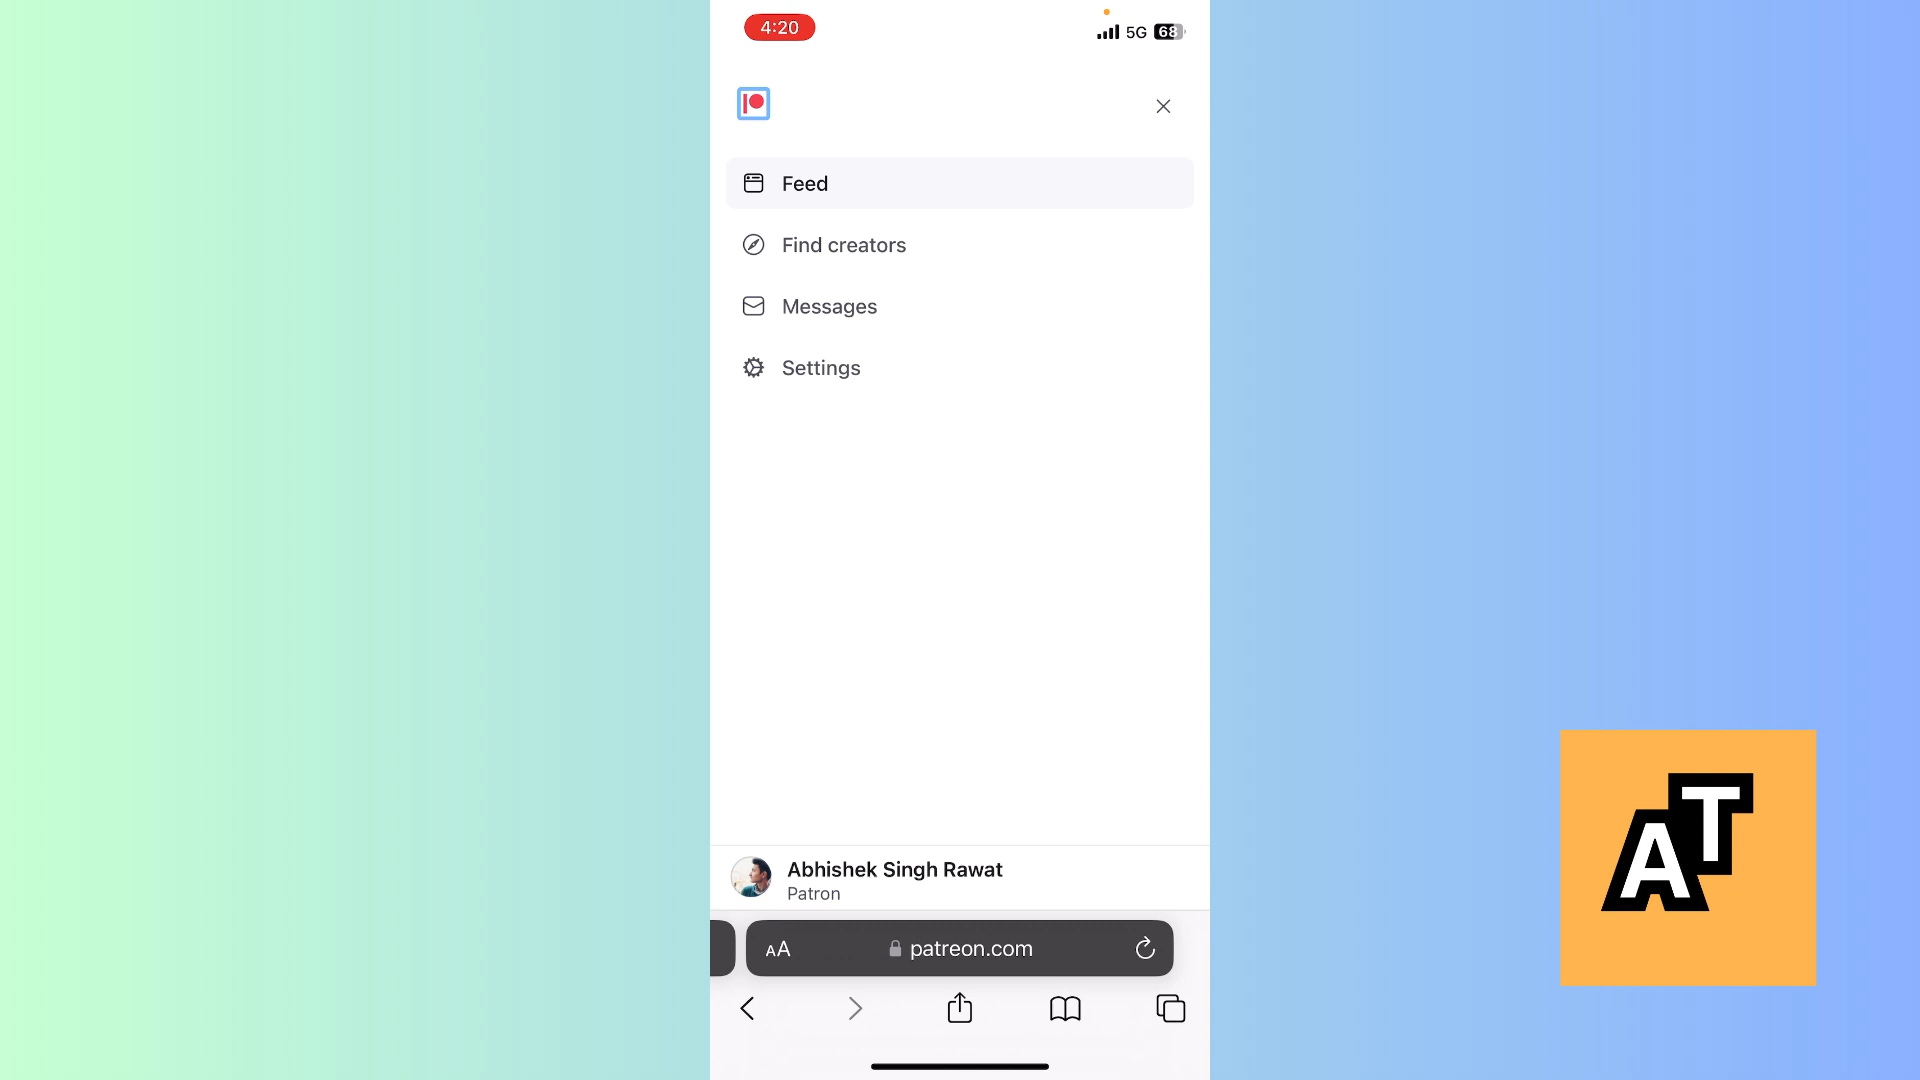 4:20
5G 68
Feed
Find creators
Messages
Settings
Abhishek Singh Rawat
Patron
AA patreon.com
AT